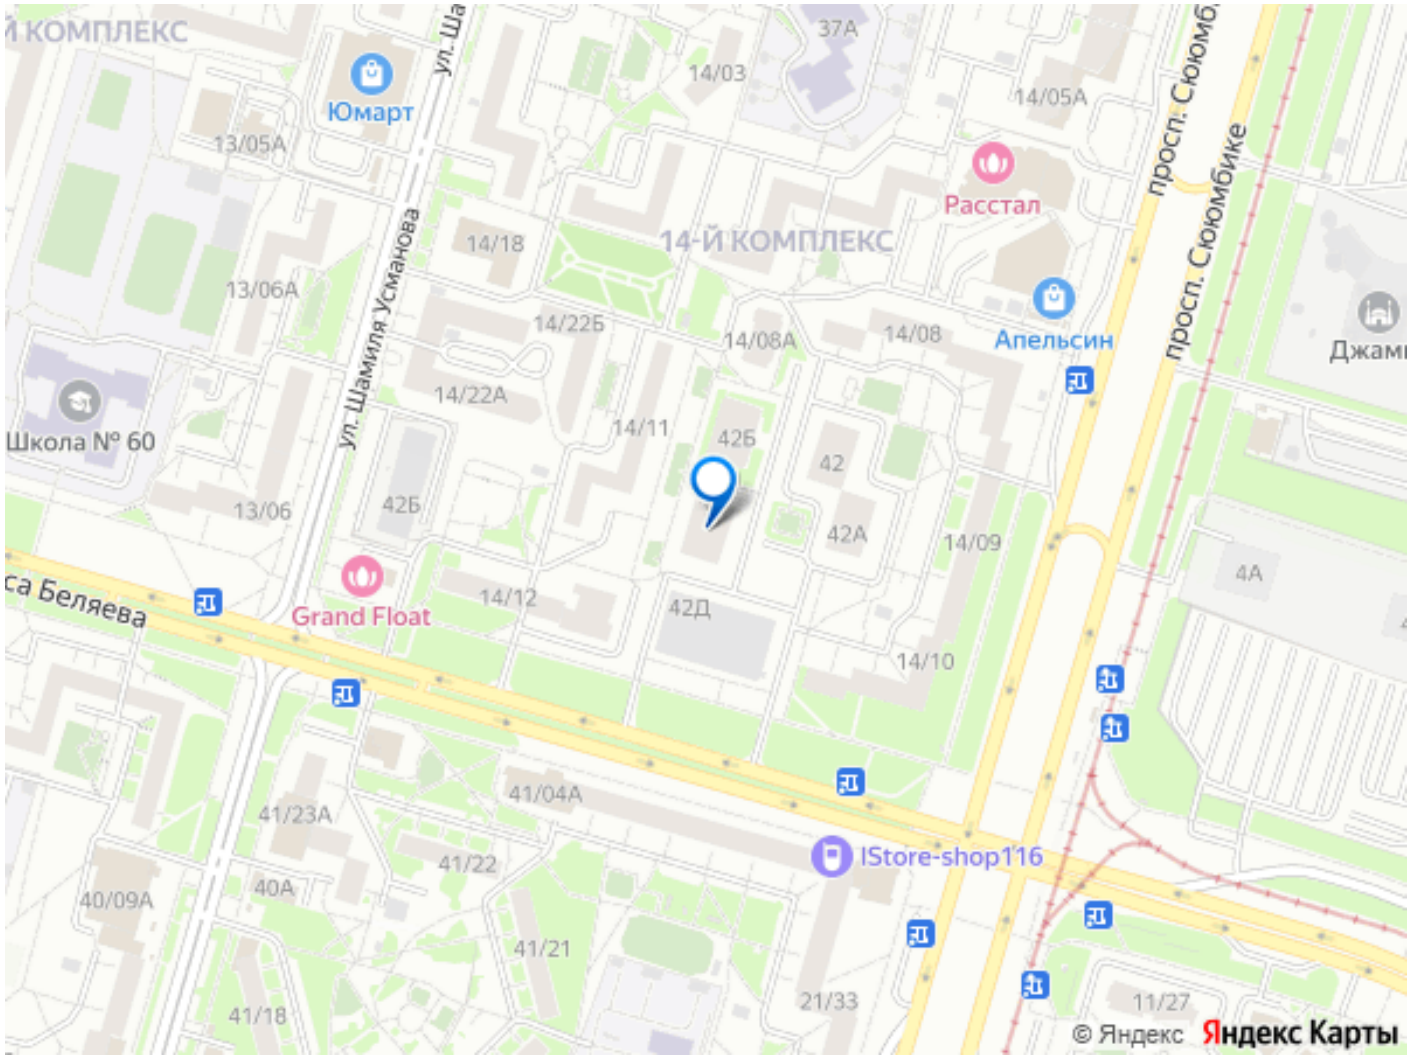 Й КОМПЛЕКС
ул. Ша
37А
14/03
Юмарт
14/05А
13/05А
просп. Сююмб
просп. Сююмбике
Расстал
ул. Шамиля Усманова
14/18
14-Й КОМПЛЕКС
13/06А
14/22Б
14/08А
14/08
Апельсин
Джам
14/22А
14/11
42Б
Школа № 60
42
42Б
13/06
42А
14/09
4А
са Беляева
Grand Float
14/12
42Д
14/10
41/04А
41/23А
IStore-shop116
41/22
40А
40/09А
41/21
21/33
11/27
41/18
© Яндекс Яндекс Карты